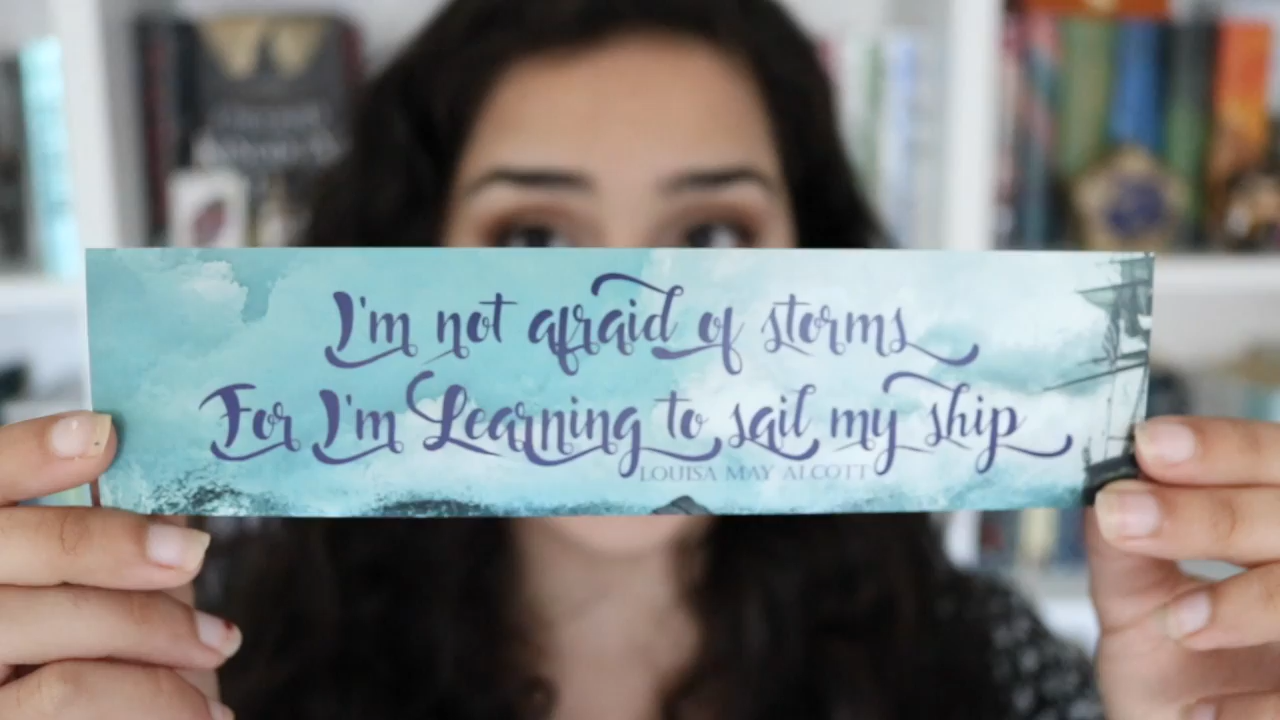 I'm not afraid of storms
For I'm Learning to sail my ship
LOUISA MAY ALCOTT